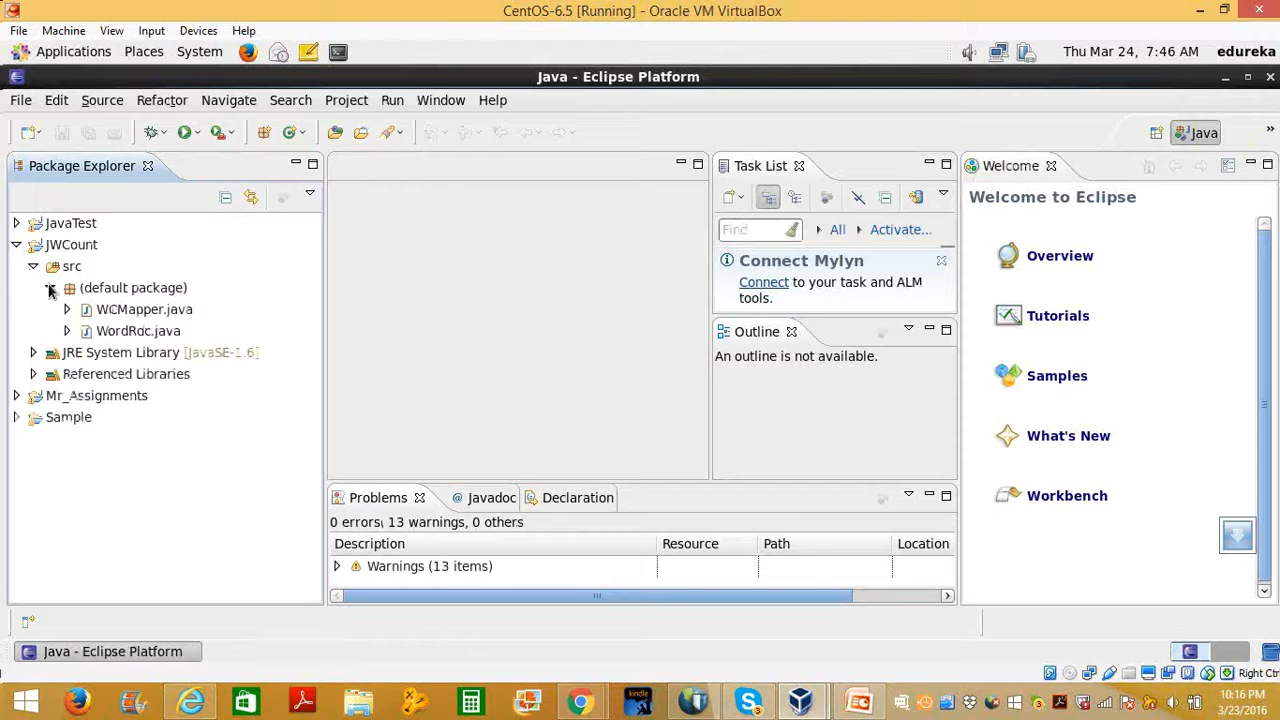 CentOS-6.5 [Running] - Oracle VM VirtualBox
File Machine View Input Devices Help
Applications Places System Thu Mar 24, 7:46 AM edureka
Java - Eclipse Platform
File Edit Source Refactor Navigate Search Project Run Window Help
Java »
Package Explorer Task List Welcome
JavaTest
JWCount
src
(default package)
WCMapper.java
WordRdc.java
JRE System Library [JavaSE-1.6]
Referenced Libraries
Mr_Assignments
Sample
Find All Activate...
Connect Mylyn
Connect to your task and ALM
tools.
Outline
An outline is not available.
Welcome to Eclipse
Overview
Tutorials
Samples
What's New
Workbench
Problems @ Javadoc Declaration
0 errors, 13 warnings, 0 others
Description Resource Path Location
Warnings (13 items)
Java - Eclipse Platform
Right Ctrl
kindle
10:16 PM
3/23/2016